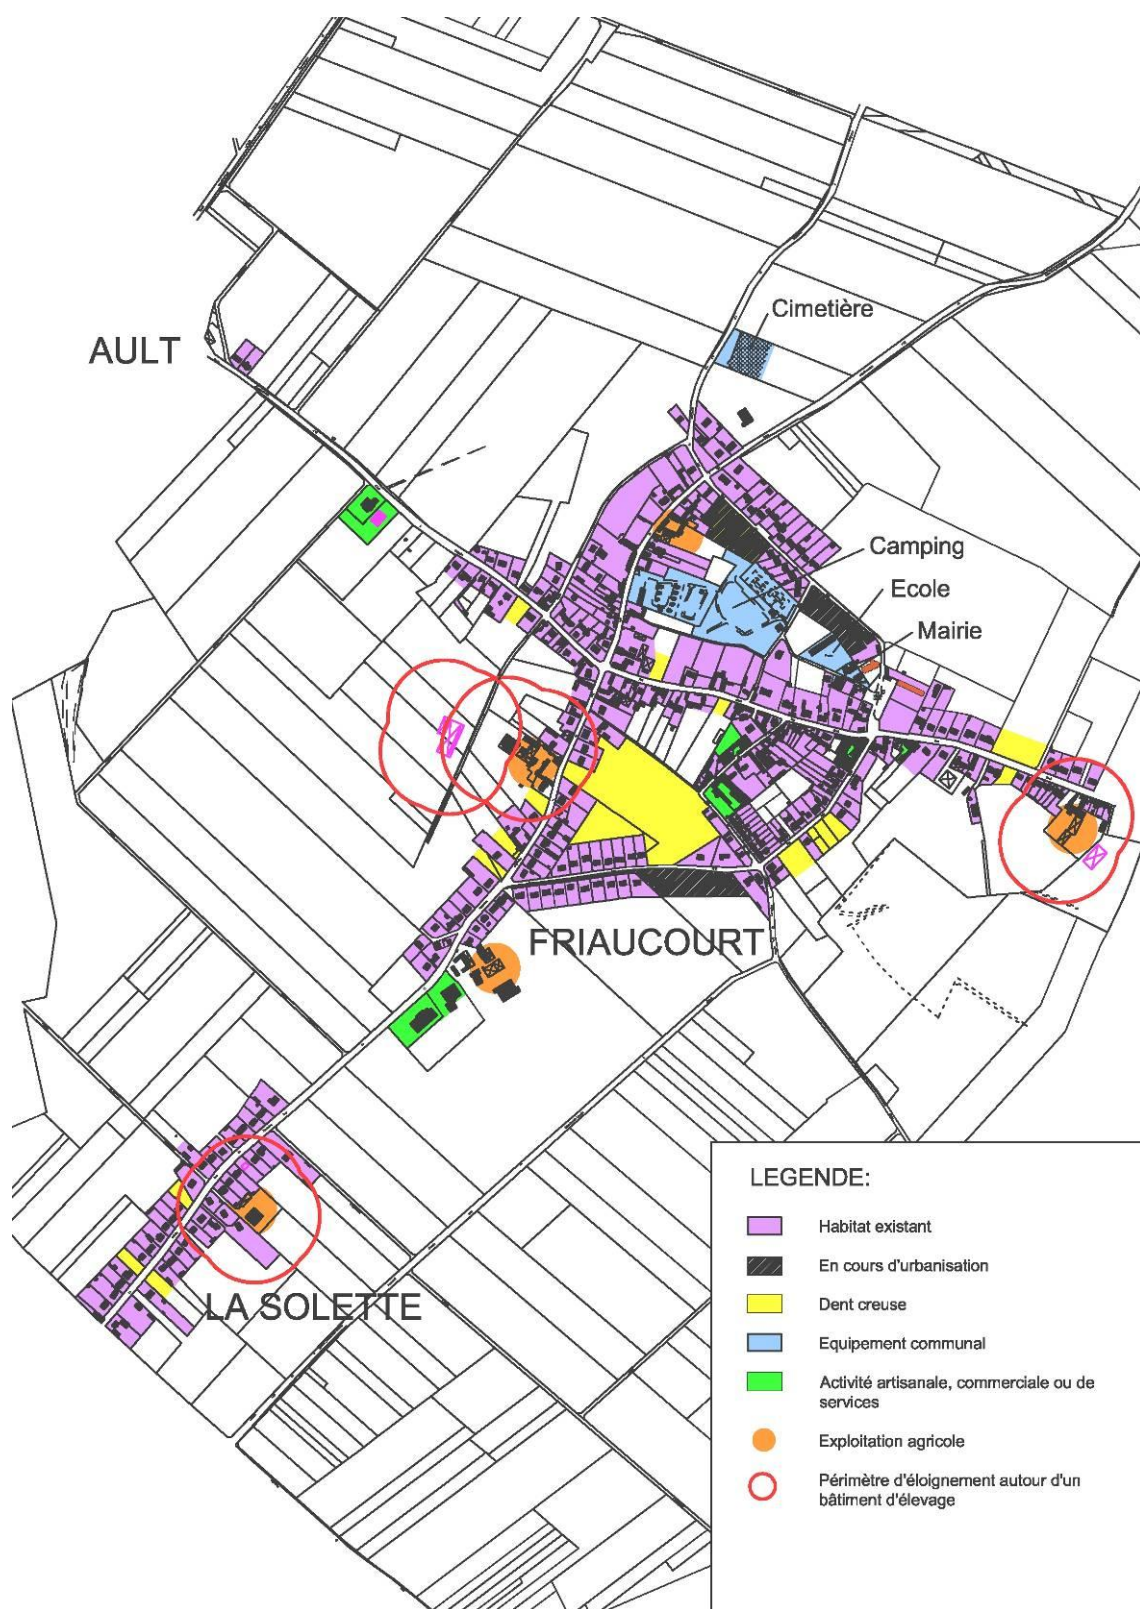 Cimetière
AULT
Camping
Ecole
Mairie
FRIAUCOURT
LA SOLETTE
LEGENDE:
Habitat existant
En cours d'urbanisation
Dent creuse
Equipement communal
Activité artisanale, commerciale ou de
services
Exploitation agricole
Périmètre d'éloignement autour d'un
bâtiment d'élevage